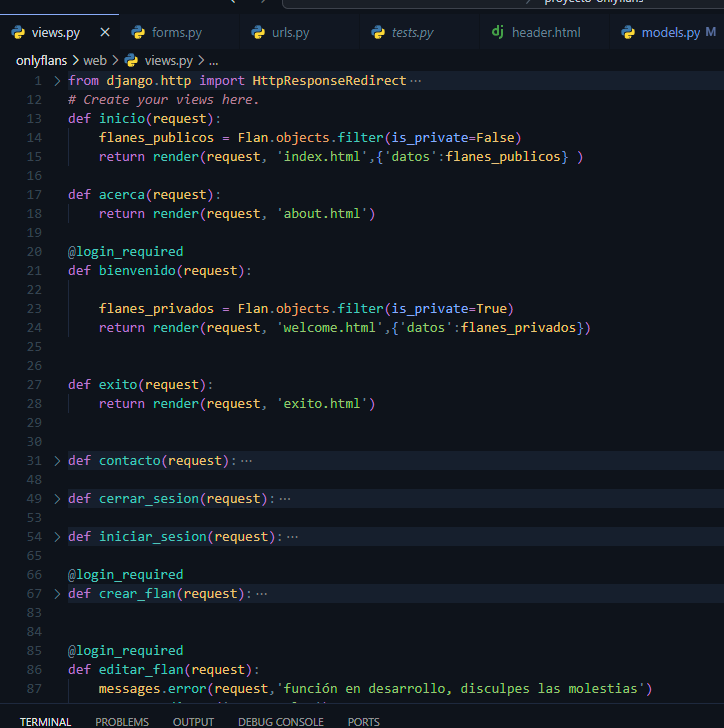 proyecto-onlyflans
views.py × forms.py urls.py tests.py dj header.html models.py M
onlyflans > web > views.py > ...
1 > from django.http import HttpResponseRedirect ···
12 # Create your views here.
13 def inicio(request):
14 flanes_publicos = Flan.objects.filter(is_private=False)
15 return render(request, 'index.html',{'datos':flanes_publicos} )
16
17 def acerca(request):
18 return render(request, 'about.html')
19
20 @login_required
21 def bienvenido(request):
22
23 flanes_privados = Flan.objects.filter(is_private=True)
24 return render(request, 'welcome.html',{'datos':flanes_privados})
25
26
27 def exito(request):
28 return render(request, 'exito.html')
29
30
31 > def contacto(request): ···
48
49 > def cerrar_sesion(request): ···
53
54 > def iniciar_sesion(request): ···
65
66 @login_required
67 > def crear_flan(request): ···
83
84
85 @login_required
86 def editar_flan(request):
87 messages.error(request,'función en desarrollo, disculpes las molestias')
TERMINAL PROBLEMS OUTPUT DEBUG CONSOLE PORTS